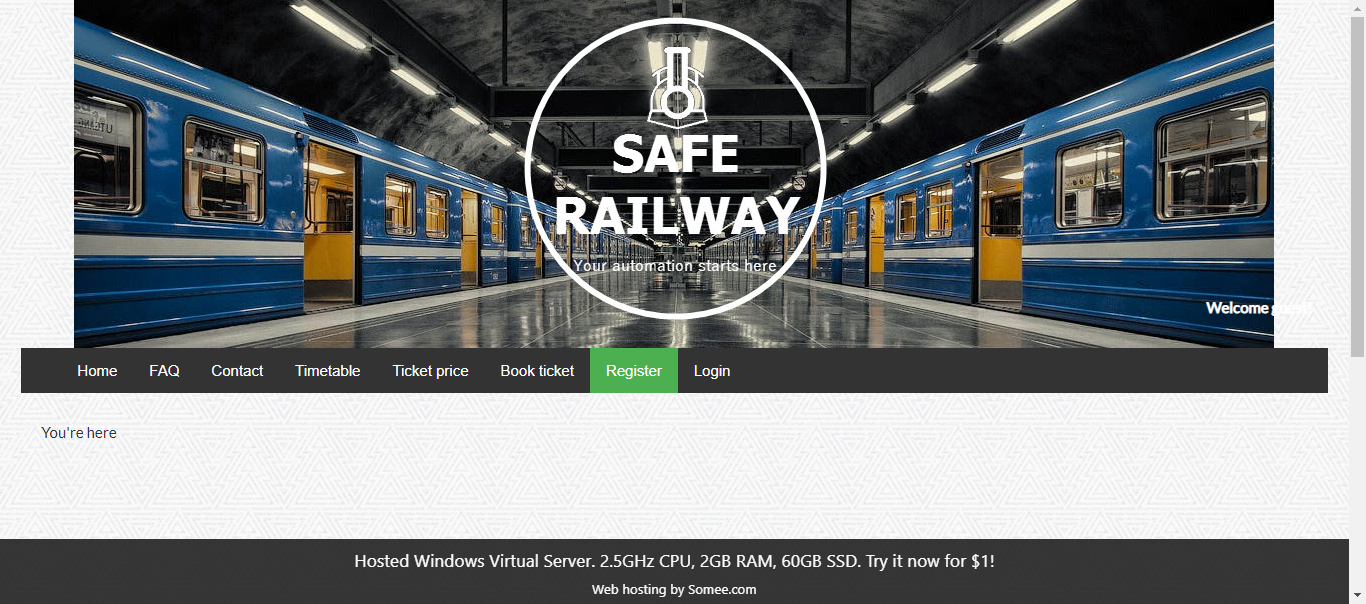 SAFE
RAILWAY
Your automation starts here
Welcome guest!
Home FAQ Contact Timetable Ticket price Book ticket Register Login
You're here
Hosted Windows Virtual Server. 2.5GHz CPU, 2GB RAM, 60GB SSD. Try it now for $1!
Web hosting by Somee.com